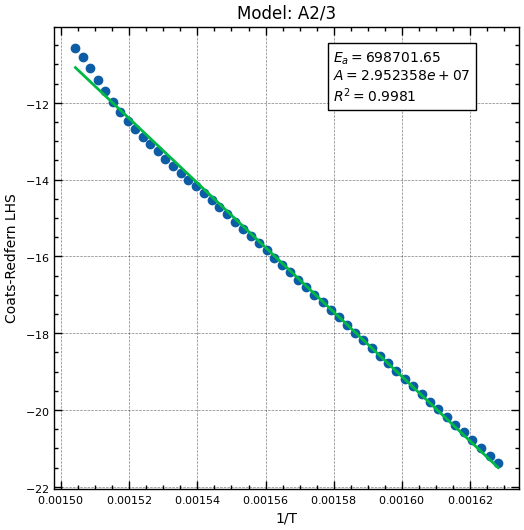 Model: A2/3
E_a = 698701.65
A = 2.952358e + 07
R² = 0.9981
Coats-Redfern LHS
−12
−14
−16
−18
−20
−22
0.00150 0.00152 0.00154 0.00156 0.00158 0.00160 0.00162
1/T